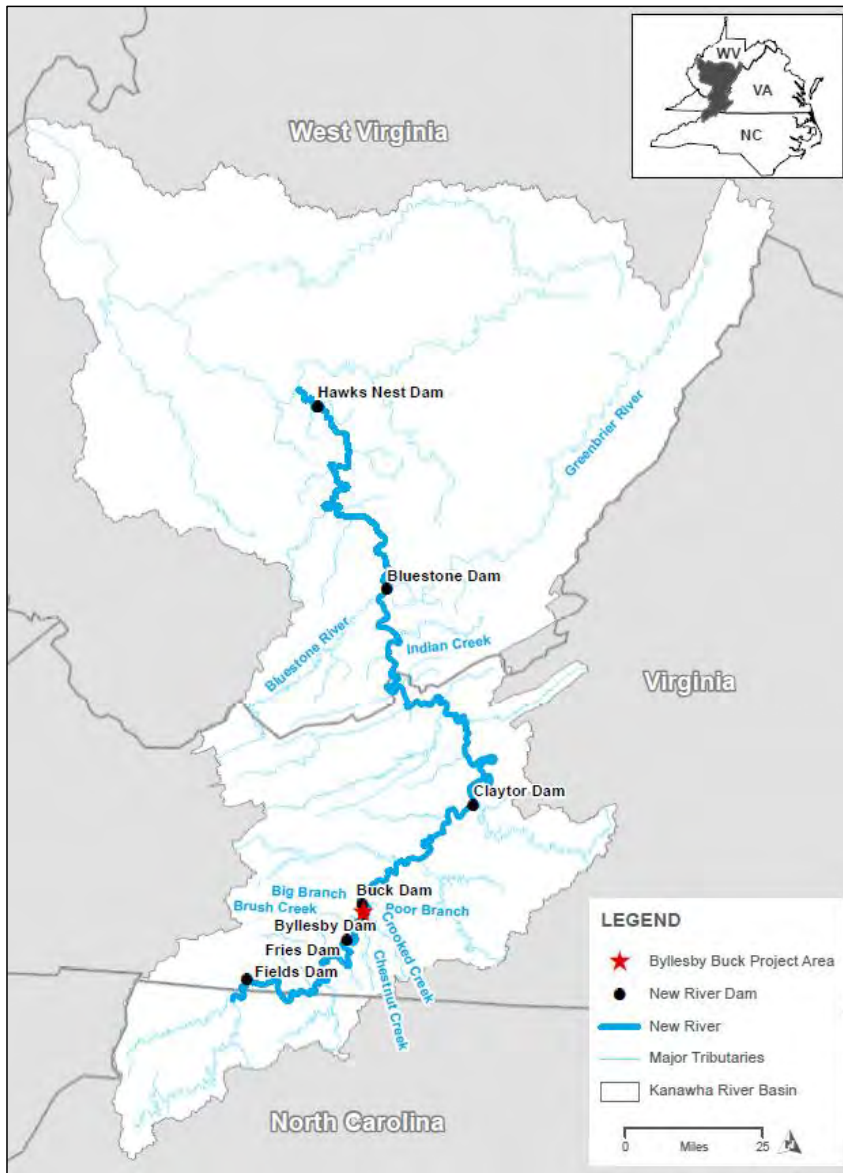 WV
VA
NC
West Virginia
Hawks Nest Dam
Greenbrier River
Bluestone Dam
Bluestone River
Indian Creek
Virginia
Claytor Dam
Buck Dam
Big Branch
Brush Creek
Poor Branch
Byllesby Dam
Crooked Creek
Fries Dam
Chestnut Creek
Fields Dam
North Carolina
LEGEND
Byllesby Buck Project Area
New River Dam
New River
Major Tributaries
Kanawha River Basin
0 Miles 25